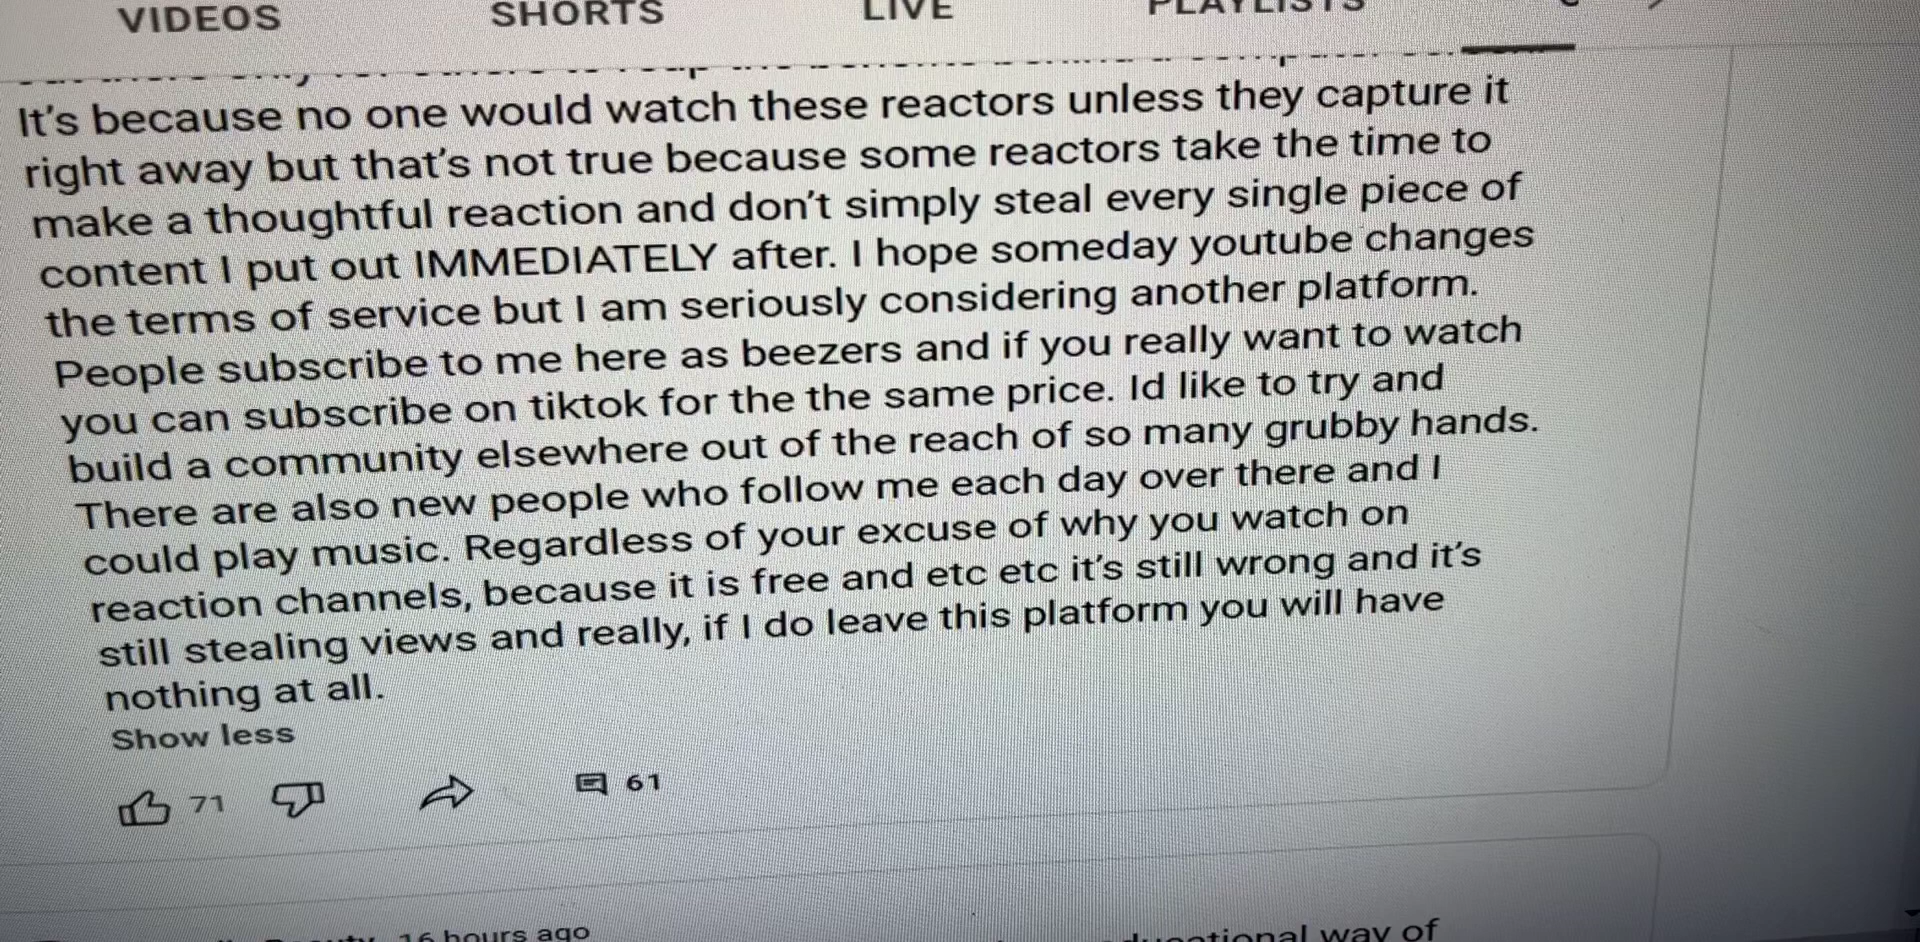 VIDEOS SHORTS LIVE PLAYLISTS
It's because no one would watch these reactors unless they capture it
right away but that's not true because some reactors take the time to
make a thoughtful reaction and don't simply steal every single piece of
content I put out IMMEDIATELY after. I hope someday youtube changes
the terms of service but I am seriously considering another platform.
People subscribe to me here as beezers and if you really want to watch
you can subscribe on tiktok for the the same price. Id like to try and
build a community elsewhere out of the reach of so many grubby hands.
There are also new people who follow me each day over there and I
could play music. Regardless of your excuse of why you watch on
reaction channels, because it is free and etc etc it's still wrong and it's
still stealing views and really, if I do leave this platform you will have
nothing at all.
Show less
71 61
16 hours ago
way of